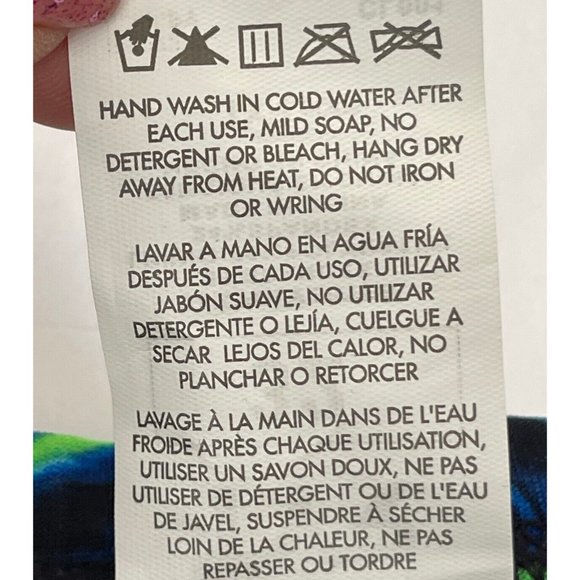 HAND WASH IN COLD WATER AFTER
EACH USE, MILD SOAP, NO
DETERGENT OR BLEACH, HANG DRY
AWAY FROM HEAT, DO NOT IRON
OR WRING
LAVAR A MANO EN AGUA FRÍA
DESPUÉS DE CADA USO, UTILIZAR
JABÓN SUAVE, NO UTILIZAR
DETERGENTE O LEJÍA, CUELGUE A
SECAR LEJOS DEL CALOR, NO
PLANCHAR O RETORCER
LAVAGE À LA MAIN DANS DE L'EAU
FROIDE APRÈS CHAQUE UTILISATION,
UTILISER UN SAVON DOUX, NE PAS
UTILISER DE DÉTERGENT OU DE L'EAU
DE JAVEL, SUSPENDRE À SÉCHER
LOIN DE LA CHALEUR, NE PAS
REPASSER OU TORDRE